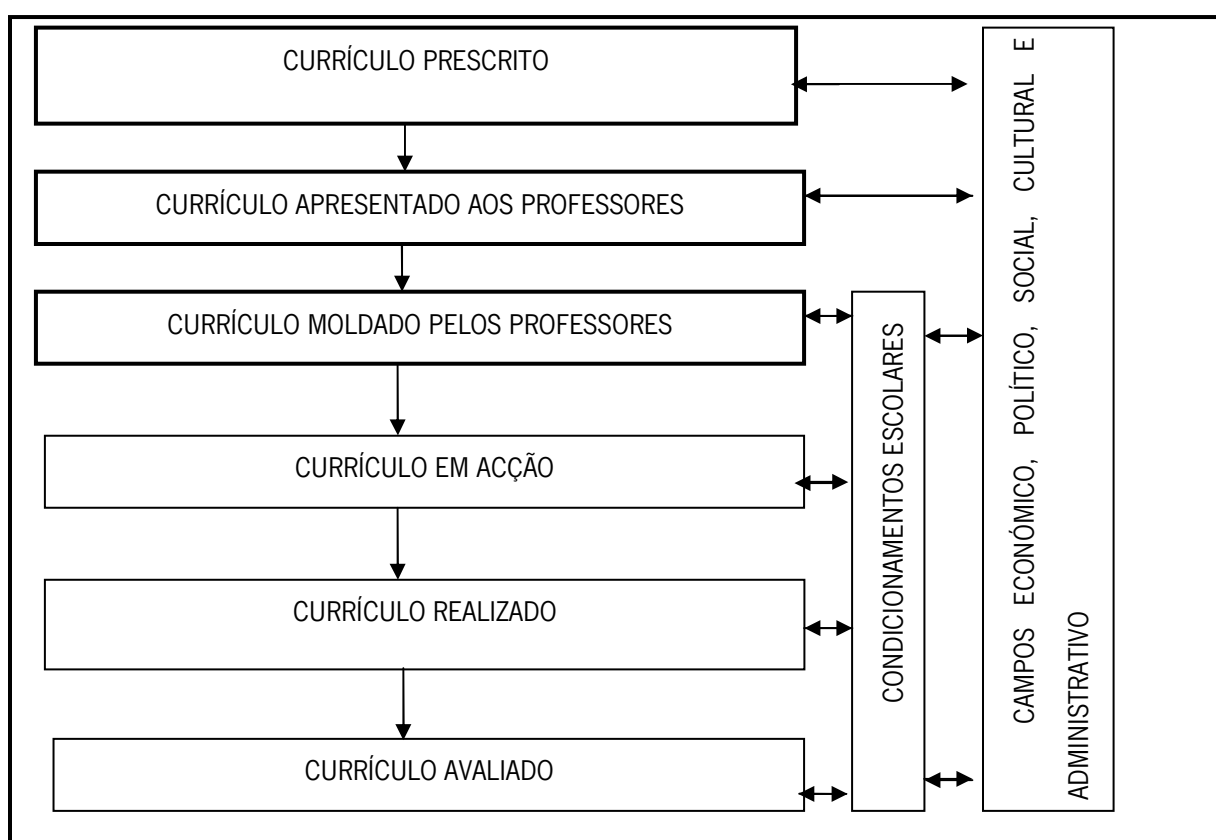 CURRÍCULO PRESCRITO
CURRÍCULO APRESENTADO AOS PROFESSORES
CURRÍCULO MOLDADO PELOS PROFESSORES
CURRÍCULO EM ACÇÃO
CURRÍCULO REALIZADO
CURRÍCULO AVALIADO
CONDICIONAMENTOS ESCOLARES
CAMPOS ECONÓMICO, POLÍTICO, SOCIAL, CULTURAL E
ADMINISTRATIVO